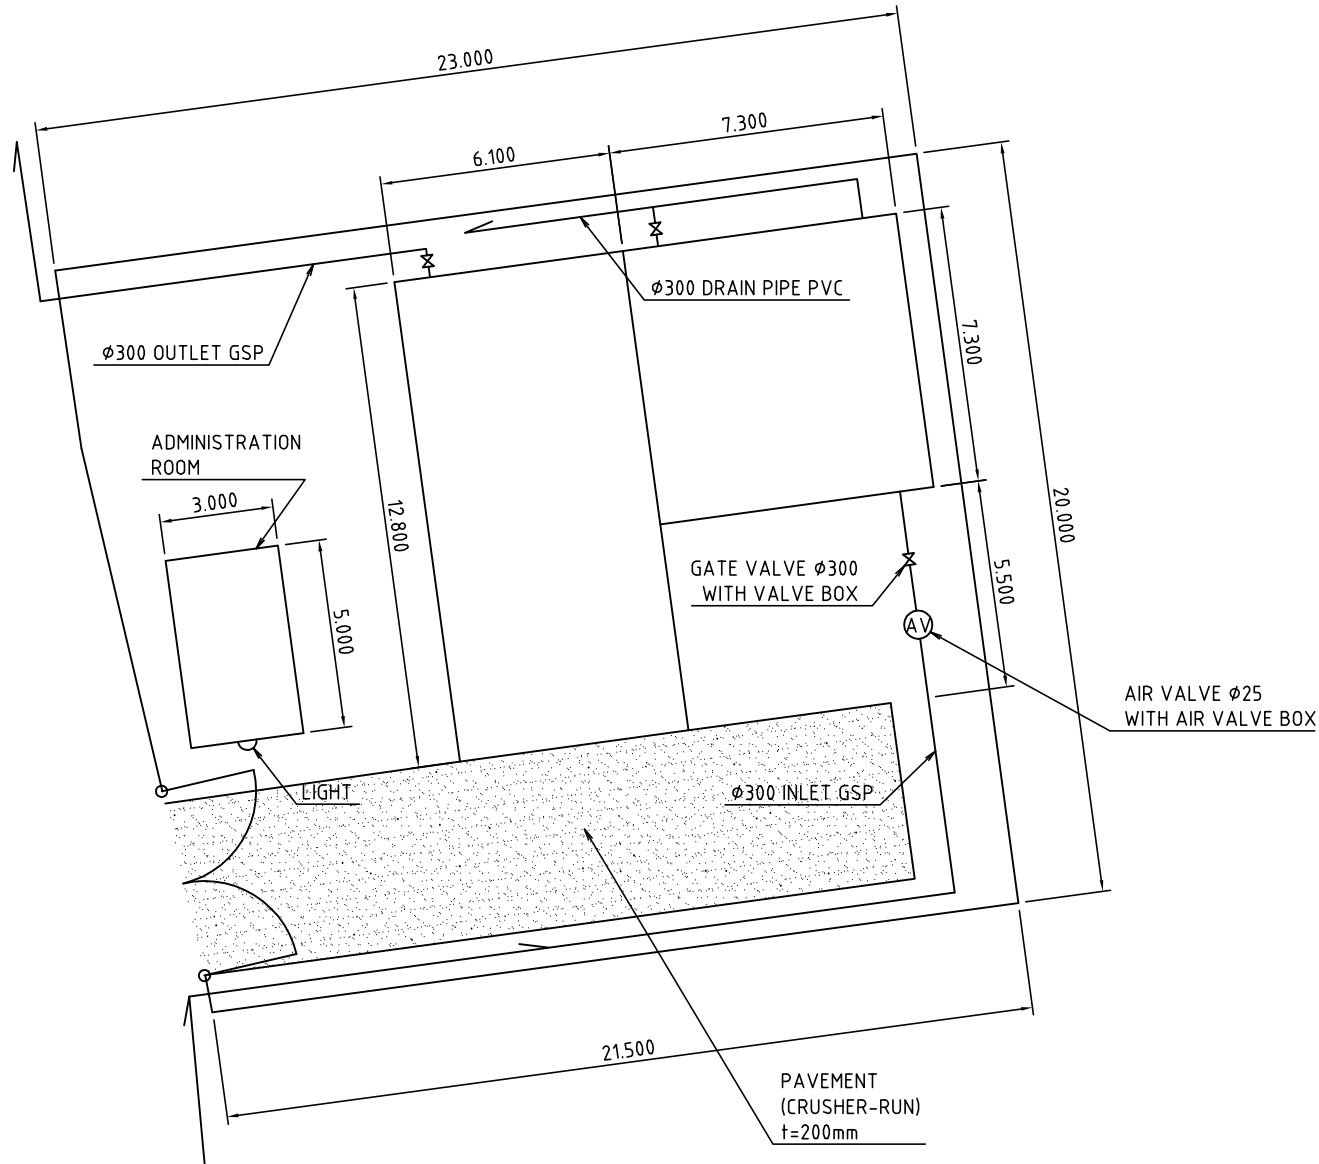 23.000
7.300
6.100
Ø300 DRAIN PIPE PVC
7.300
Ø300 OUTLET GSP
ADMINISTRATION
ROOM
3.000
12.800
20.000
GATE VALVE Ø300
WITH VALVE BOX
5.500
5.000
AV
AIR VALVE Ø25
WITH AIR VALVE BOX
LIGHT
Ø300 INLET GSP
21.500
PAVEMENT
(CRUSHER-RUN)
t=200mm